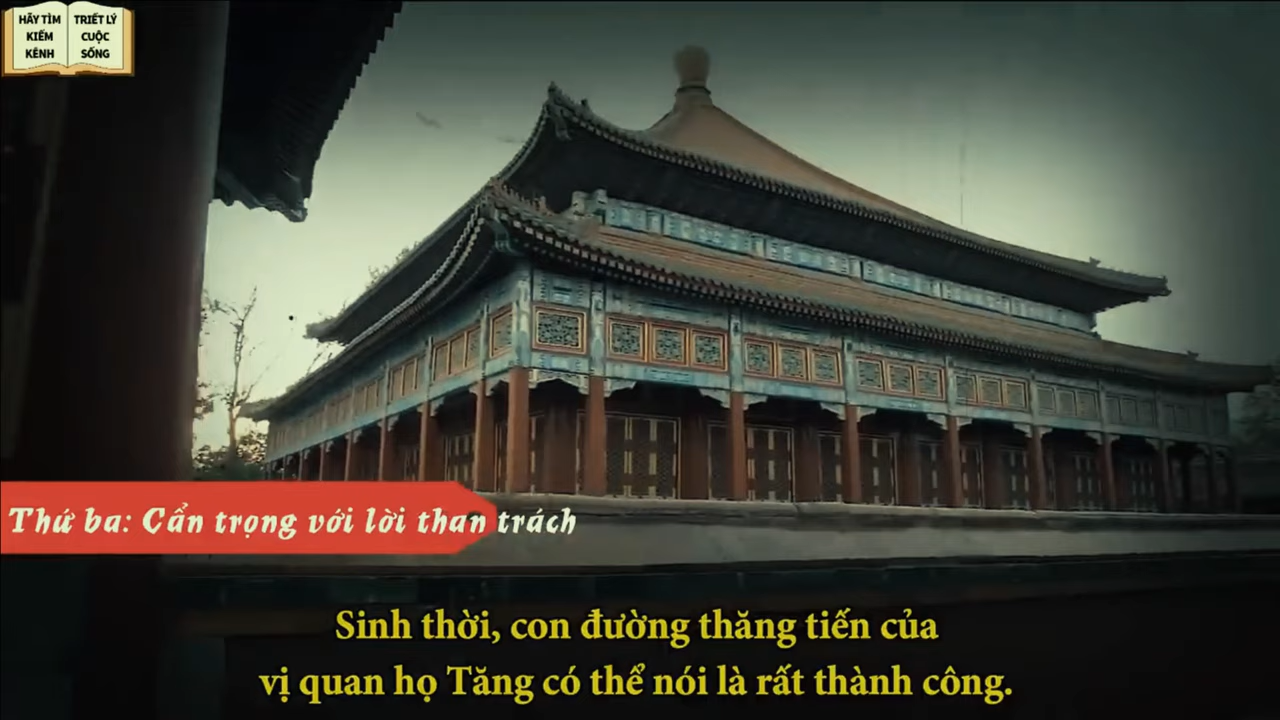 HÃY TÌM
KIẾM
KÊNH
TRIẾT LÝ
CUỘC
SỐNG
Thứ ba: Cẩn trọng với lời than trách
Sinh thời, con đường thăng tiến của
vị quan họ Tăng có thể nói là rất thành công.